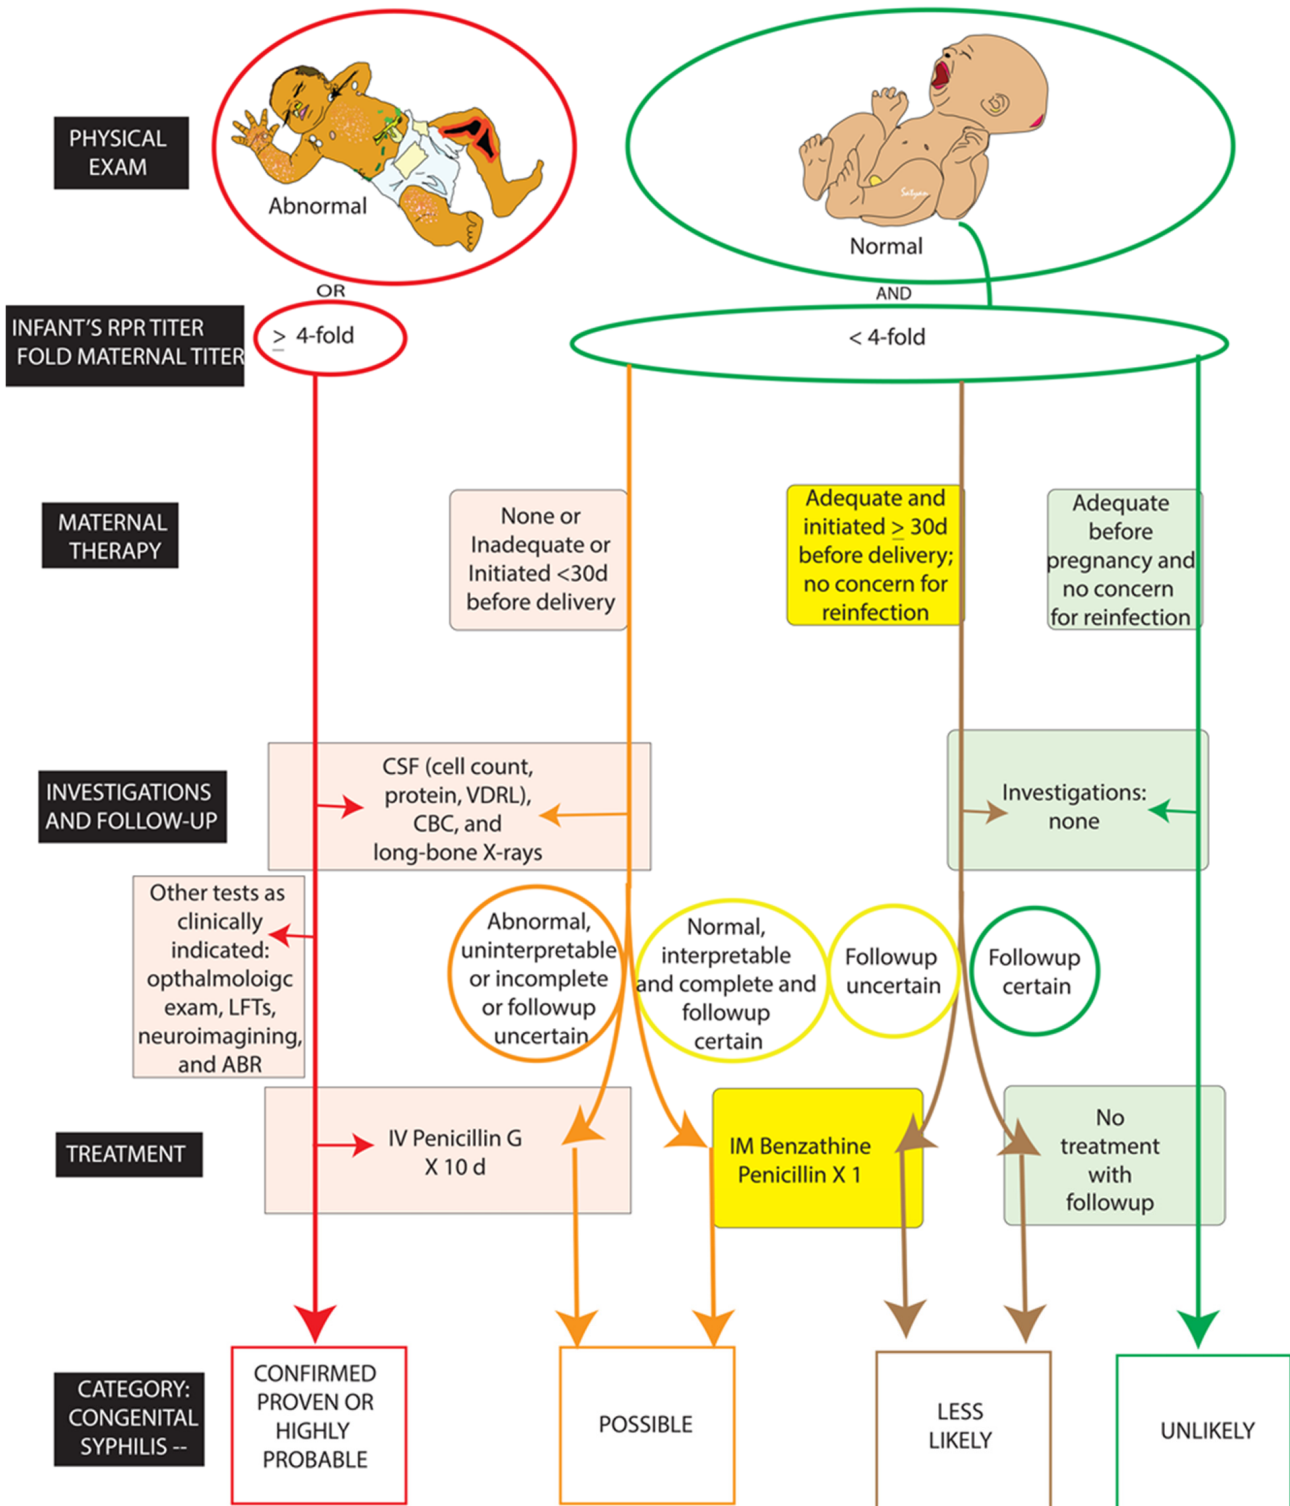 PHYSICAL
EXAM
Abnormal
Normal
Satyan
OR
AND
INFANT'S RPR TITER
FOLD MATERNAL TITER
≥ 4-fold
< 4-fold
MATERNAL
THERAPY
None or
Inadequate or
Initiated <30d
before delivery
Adequate and
initiated ≥ 30d
before delivery;
no concern for
reinfection
Adequate
before
pregnancy and
no concern
for reinfection
INVESTIGATIONS
AND FOLLOW-UP
CSF (cell count,
protein, VDRL),
CBC, and
long-bone X-rays
Investigations:
none
Other tests as
clinically
indicated:
opthalmoloigc
exam, LFTs,
neuroimagining,
and ABR
Abnormal,
uninterpretable
or incomplete
or followup
uncertain
Normal,
interpretable
and complete and
followup
certain
Followup
uncertain
Followup
certain
TREATMENT
IV Penicillin G
X 10 d
IM Benzathine
Penicillin X 1
No
treatment
with
followup
CATEGORY:
CONGENITAL
SYPHILIS --
CONFIRMED
PROVEN OR
HIGHLY
PROBABLE
POSSIBLE
LESS
LIKELY
UNLIKELY